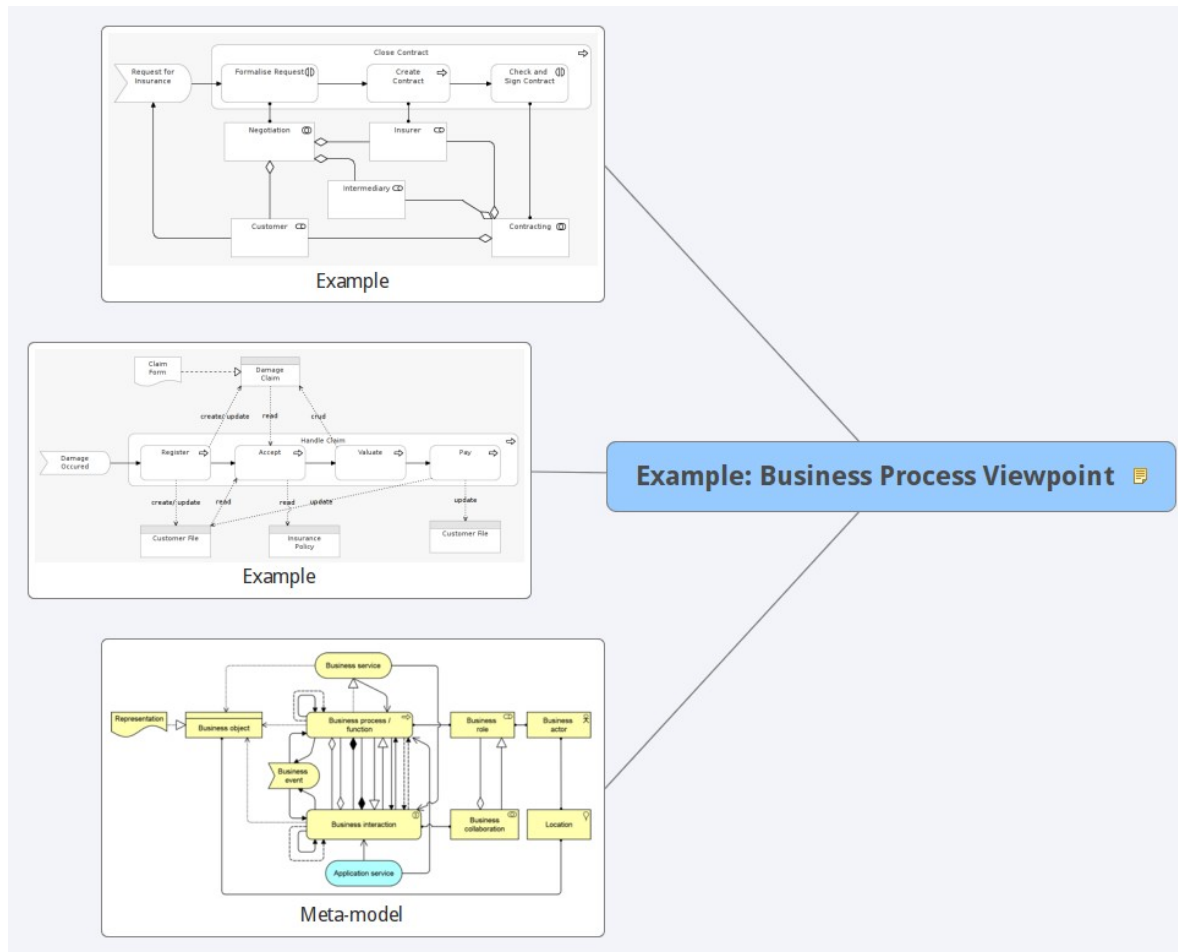 Close Contract
Request for
Insurance
Formalise Request
Create
Contract
Check and
Sign Contract
Negotiation
Insurer
Intermediary
Customer
Contracting
Example
Claim
Form
Damage
Claim
create/ update
read
crud
Handle Claim
Damage
Occured
Register
Accept
Valuate
Pay
create/ update
read
read
update
update
Customer File
Insurance
Policy
Customer File
Example
Example: Business Process Viewpoint
Business service
Representation
Business object
Business process /
function
Business
role
Business
actor
Business
event
Business interaction
Business
collaboration
Location
Application service
Meta-model